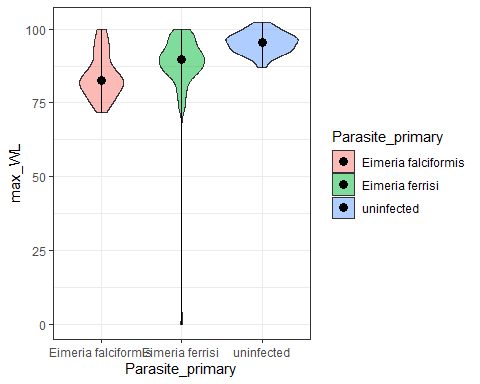 100
75
50
25
0
max_WL
Eimeria falciformis Eimeria ferrisi uninfected
Parasite_primary
Parasite_primary
Eimeria falciformis
Eimeria ferrisi
uninfected